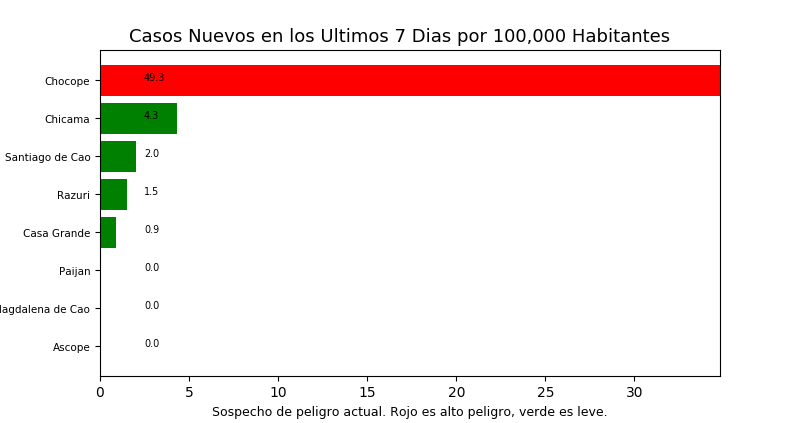 Casos Nuevos en los Ultimos 7 Dias por 100,000 Habitantes
Chocope 49.3
Chicama 4.3
Santiago de Cao 2.0
Razuri 1.5
Casa Grande 0.9
Paijan 0.0
lagdalena de Cao 0.0
Ascope 0.0
0 5 10 15 20 25 30
Sospecho de peligro actual. Rojo es alto peligro, verde es leve.